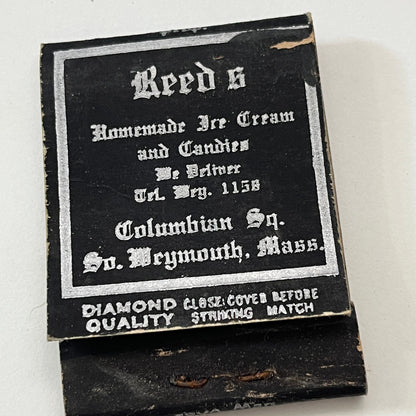 Reed's
Homemade Ice Cream
and Candies
We Deliver
Tel. Wey. 1158
Columbian Sq.
So. Weymouth, Mass.
DIAMOND QUALITY
CLOSE COVER BEFORE
STRIKING MATCH